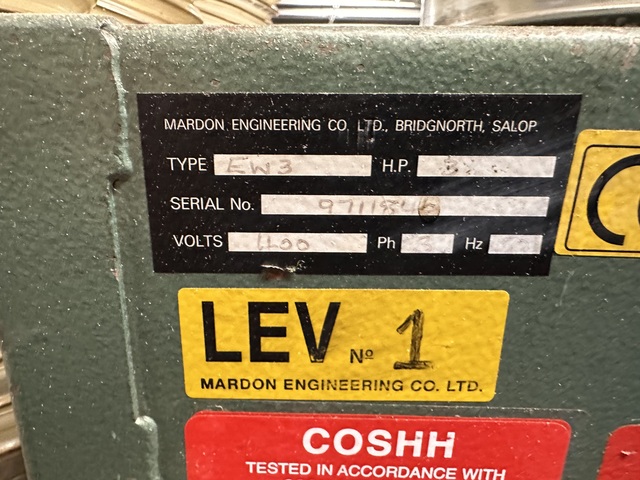 MARDON ENGINEERING CO. LTD., BRIDGNORTH, SALOP.
TYPE EW3 H.P.
SERIAL No.
VOLTS Ph 3 Hz
LEV No 1
MARDON ENGINEERING CO. LTD.
COSHH
TESTED IN ACCORDANCE WITH